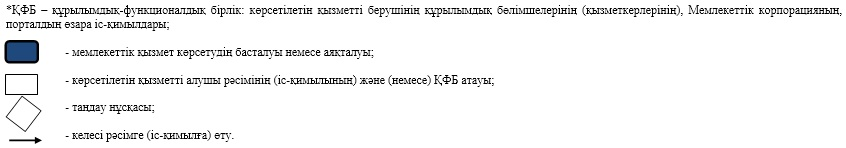 *ҚФБ – құрылымдық-функционалдық бірлік: көрсетілетін қызметті берушінің құрылымдық бөлімшелерінің (қызметкерлерінің), Мемлекеттік корпорацияның,
порталдың өзара іс-қимылдары;
- мемлекеттік қызмет көрсетудің басталуы немесе аяқталуы;
- көрсетілетін қызметті алушы рәсімінің (іс-қимылының) және (немесе) ҚФБ атауы;
- таңдау нұсқасы;
- келесі рәсімге (іс-қимылға) өту.